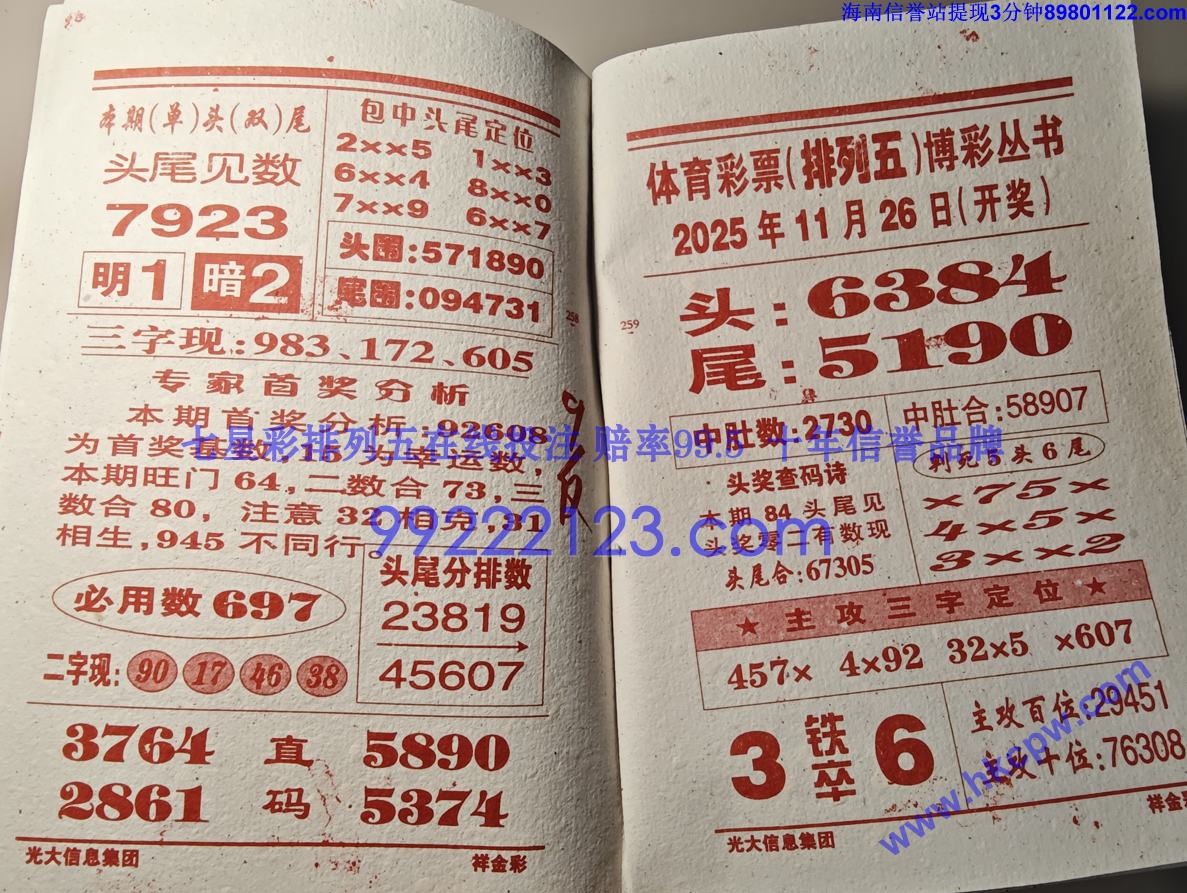 海南信誉站提现3分钟89801122.com
本期(单)头(双)尾
头尾见数
7923
明1 暗2
包中头尾定位
2××5 1××3
6××4 8××0
7××9 6××7
头围:571890
尾围:094731
258
三字现:983、172、605
专家首奖分析
本期首奖分析:92608
为首奖基数,15为幸运数,
本期旺门64,二数合73,三
数合80,注意32相克,91
相生,945不同行。
必用数697
二字现:90 17 46 38
头尾分排数
23819
45607
3764 直 5890
2861 码 5374
光大信息集团 祥金彩
体育彩票(排列五)博彩丛书
2025年11月26日(开奖)
259
头:6384
尾:5190
中肚数:2730
中肚合:58907
头奖查码诗
本期84头尾见
头奖零二有数现
头尾合:67305
判死5头6尾
×75×
4×5×
3××2
★主攻三字定位★
457× 4×92 32×5 ×607
3铁卒6
主攻百位:29451
主攻十位:76308
光大信息集团 祥金彩
七星彩排列五在线投注 赔率99.5 十年信誉品牌
99222123.com
www.hkcpw.com